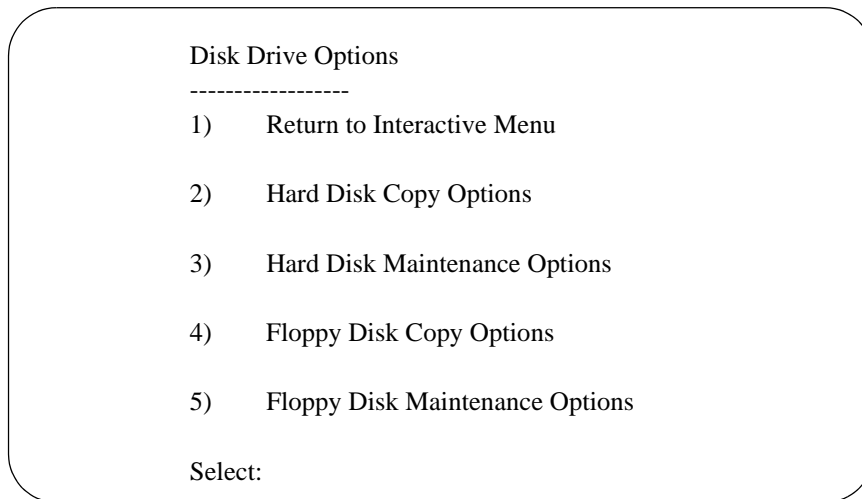 Disk Drive Options
------------------
1) Return to Interactive Menu
2) Hard Disk Copy Options
3) Hard Disk Maintenance Options
4) Floppy Disk Copy Options
5) Floppy Disk Maintenance Options
Select: